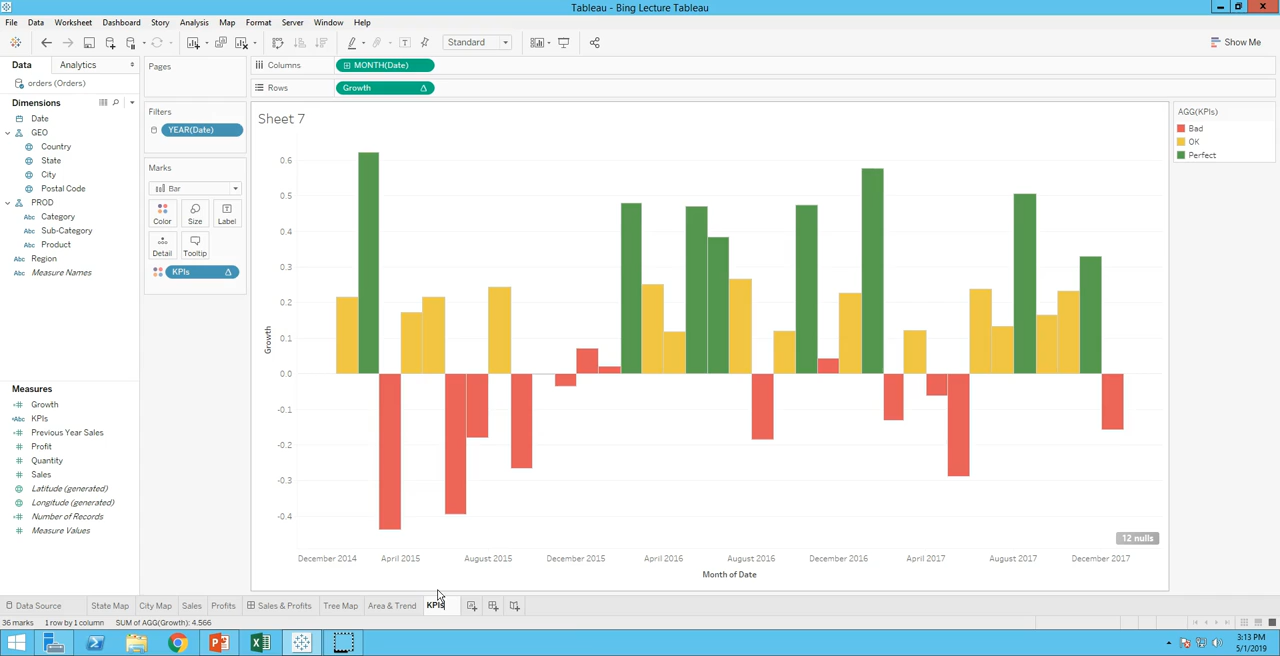 Tableau - Bing Lecture Tableau
File Data Worksheet Dashboard Story Analysis Map Format Server Window Help
Standard
Show Me
Data Analytics
orders (Orders)
Dimensions
Date
GEO
Country
State
City
Postal Code
PROD
Abc Category
Abc Sub-Category
Abc Product
Abc Region
Abc Measure Names
Measures
Growth
Abc KPIs
Previous Year Sales
Profit
Quantity
Sales
Latitude (generated)
Longitude (generated)
Number of Records
Measure Values
Pages
Filters
YEAR(Date)
Marks
Bar
Color Size Label
Detail Tooltip
KPIs
Columns MONTH(Date)
Rows Growth
Sheet 7
0.6
0.5
0.4
0.3
0.2
0.1
0.0
-0.1
-0.2
-0.3
-0.4
Growth
December 2014 April 2015 August 2015 December 2015 April 2016 August 2016 December 2016 April 2017 August 2017 December 2017
Month of Date
12 nulls
AGG(KPIs)
Bad
OK
Perfect
Data Source State Map City Map Sales Profits Sales & Profits Tree Map Area & Trend KPIs
36 marks 1 row by 1 column SUM of AGG(Growth): 4.566
3:13 PM
5/1/2019